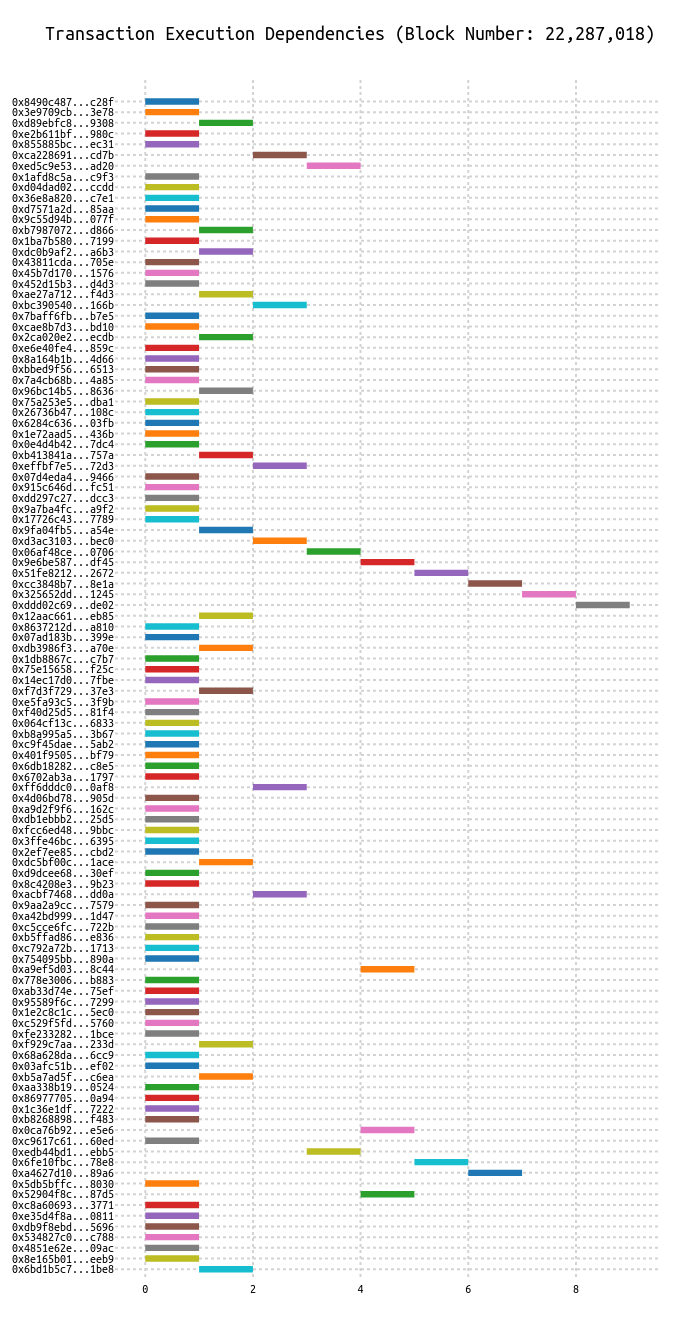 Transaction Execution Dependencies (Block Number: 22,287,018)
0x8490c487...c28f
0x3e9709cb...3e78
0xd89ebfc8...9308
0xe2b611bf...980c
0x855885bc...ec31
0xca228691...cd7b
0xed5c9e53...ad20
0x1afd8c5a...c9f3
0xd04dad02...ccdd
0x36e8a820...c7e1
0xd7571a2d...85aa
0x9c55d94b...077f
0xb7987072...d866
0x1ba7b580...7199
0xdc0b9af2...a6b3
0x43811cda...705e
0x45b7d170...1576
0x452d15b3...d4d3
0xae27a712...f4d3
0xbc390540...166b
0x7baff6fb...b7e5
0xcae8b7d3...bd10
0x2ca020e2...ecdb
0xe6e40fe4...859c
0x8a164b1b...4d66
0xbbed9f56...6513
0x7a4cb68b...4a85
0x96bc14b5...8636
0x75a253e5...dba1
0x26736b47...108c
0x6284c636...03fb
0x1e72aad5...436b
0x0e4d4b42...7dc4
0xb413841a...757a
0xeffbf7e5...72d3
0x07d4eda4...9466
0x915c646d...fc51
0xdd297c27...dcc3
0x9a7ba4fc...a9f2
0x17726c43...7789
0x9fa04fb5...a54e
0xd3ac3103...bec0
0x06af48ce...0706
0x9e6be587...df45
0x51fe8212...2672
0xcc3848b7...8e1a
0x325652dd...1245
0xddd02c69...de02
0x12aac661...eb85
0x8637212d...a810
0x07ad183b...399e
0xdb3986f3...a70e
0x1db8867c...c7b7
0x75e15658...f25c
0x14ec17d0...7fbe
0xf7d3f729...37e3
0xe5fa93c5...3f9b
0xf40d25d5...81f4
0x064cf13c...6833
0xb8a995a5...3b67
0xc9f45dae...5ab2
0x401f9505...bf79
0x6db18282...c8e5
0x6702ab3a...1797
0xff6dddc0...0af8
0x4d06bd78...905d
0xa9d2f9f6...162c
0xdb1ebbb2...25d5
0xfcc6ed48...9bbc
0x3ffe46bc...6395
0x2ef7ee85...cbd2
0xdc5bf00c...1ace
0xd9dcee68...30ef
0x8c4208e3...9b23
0xacbf7468...dd0a
0x9aa2a9cc...7579
0xa42bd999...1d47
0xc5cce6fc...722b
0xb5ffad86...e836
0xc792a72b...1713
0x754095bb...890a
0xa9ef5d03...8c44
0x778e3006...b883
0xab33d74e...75ef
0x95589f6c...7299
0x1e2c8c1c...5ec0
0xc529f5fd...5760
0xfe233282...1bce
0xf929c7aa...233d
0x68a628da...6cc9
0x03afc51b...ef02
0xb5a7ad5f...c6ea
0xaa338b19...0524
0x86977705...0a94
0x1c36e1df...7222
0xb8268898...f483
0x0ca76b92...e5e6
0xc9617c61...60ed
0xedb44bd1...ebb5
0x6fe10fbc...78e8
0xa4627d10...89a6
0x5db5bffc...8030
0x52904f8c...87d5
0xc8a60693...3771
0xe35d4f8a...0811
0xdb9f8ebd...5696
0x534827c0...c788
0x4851e62e...09ac
0x8e165b01...eeb9
0x6bd1b5c7...1be8
0 2 4 6 8